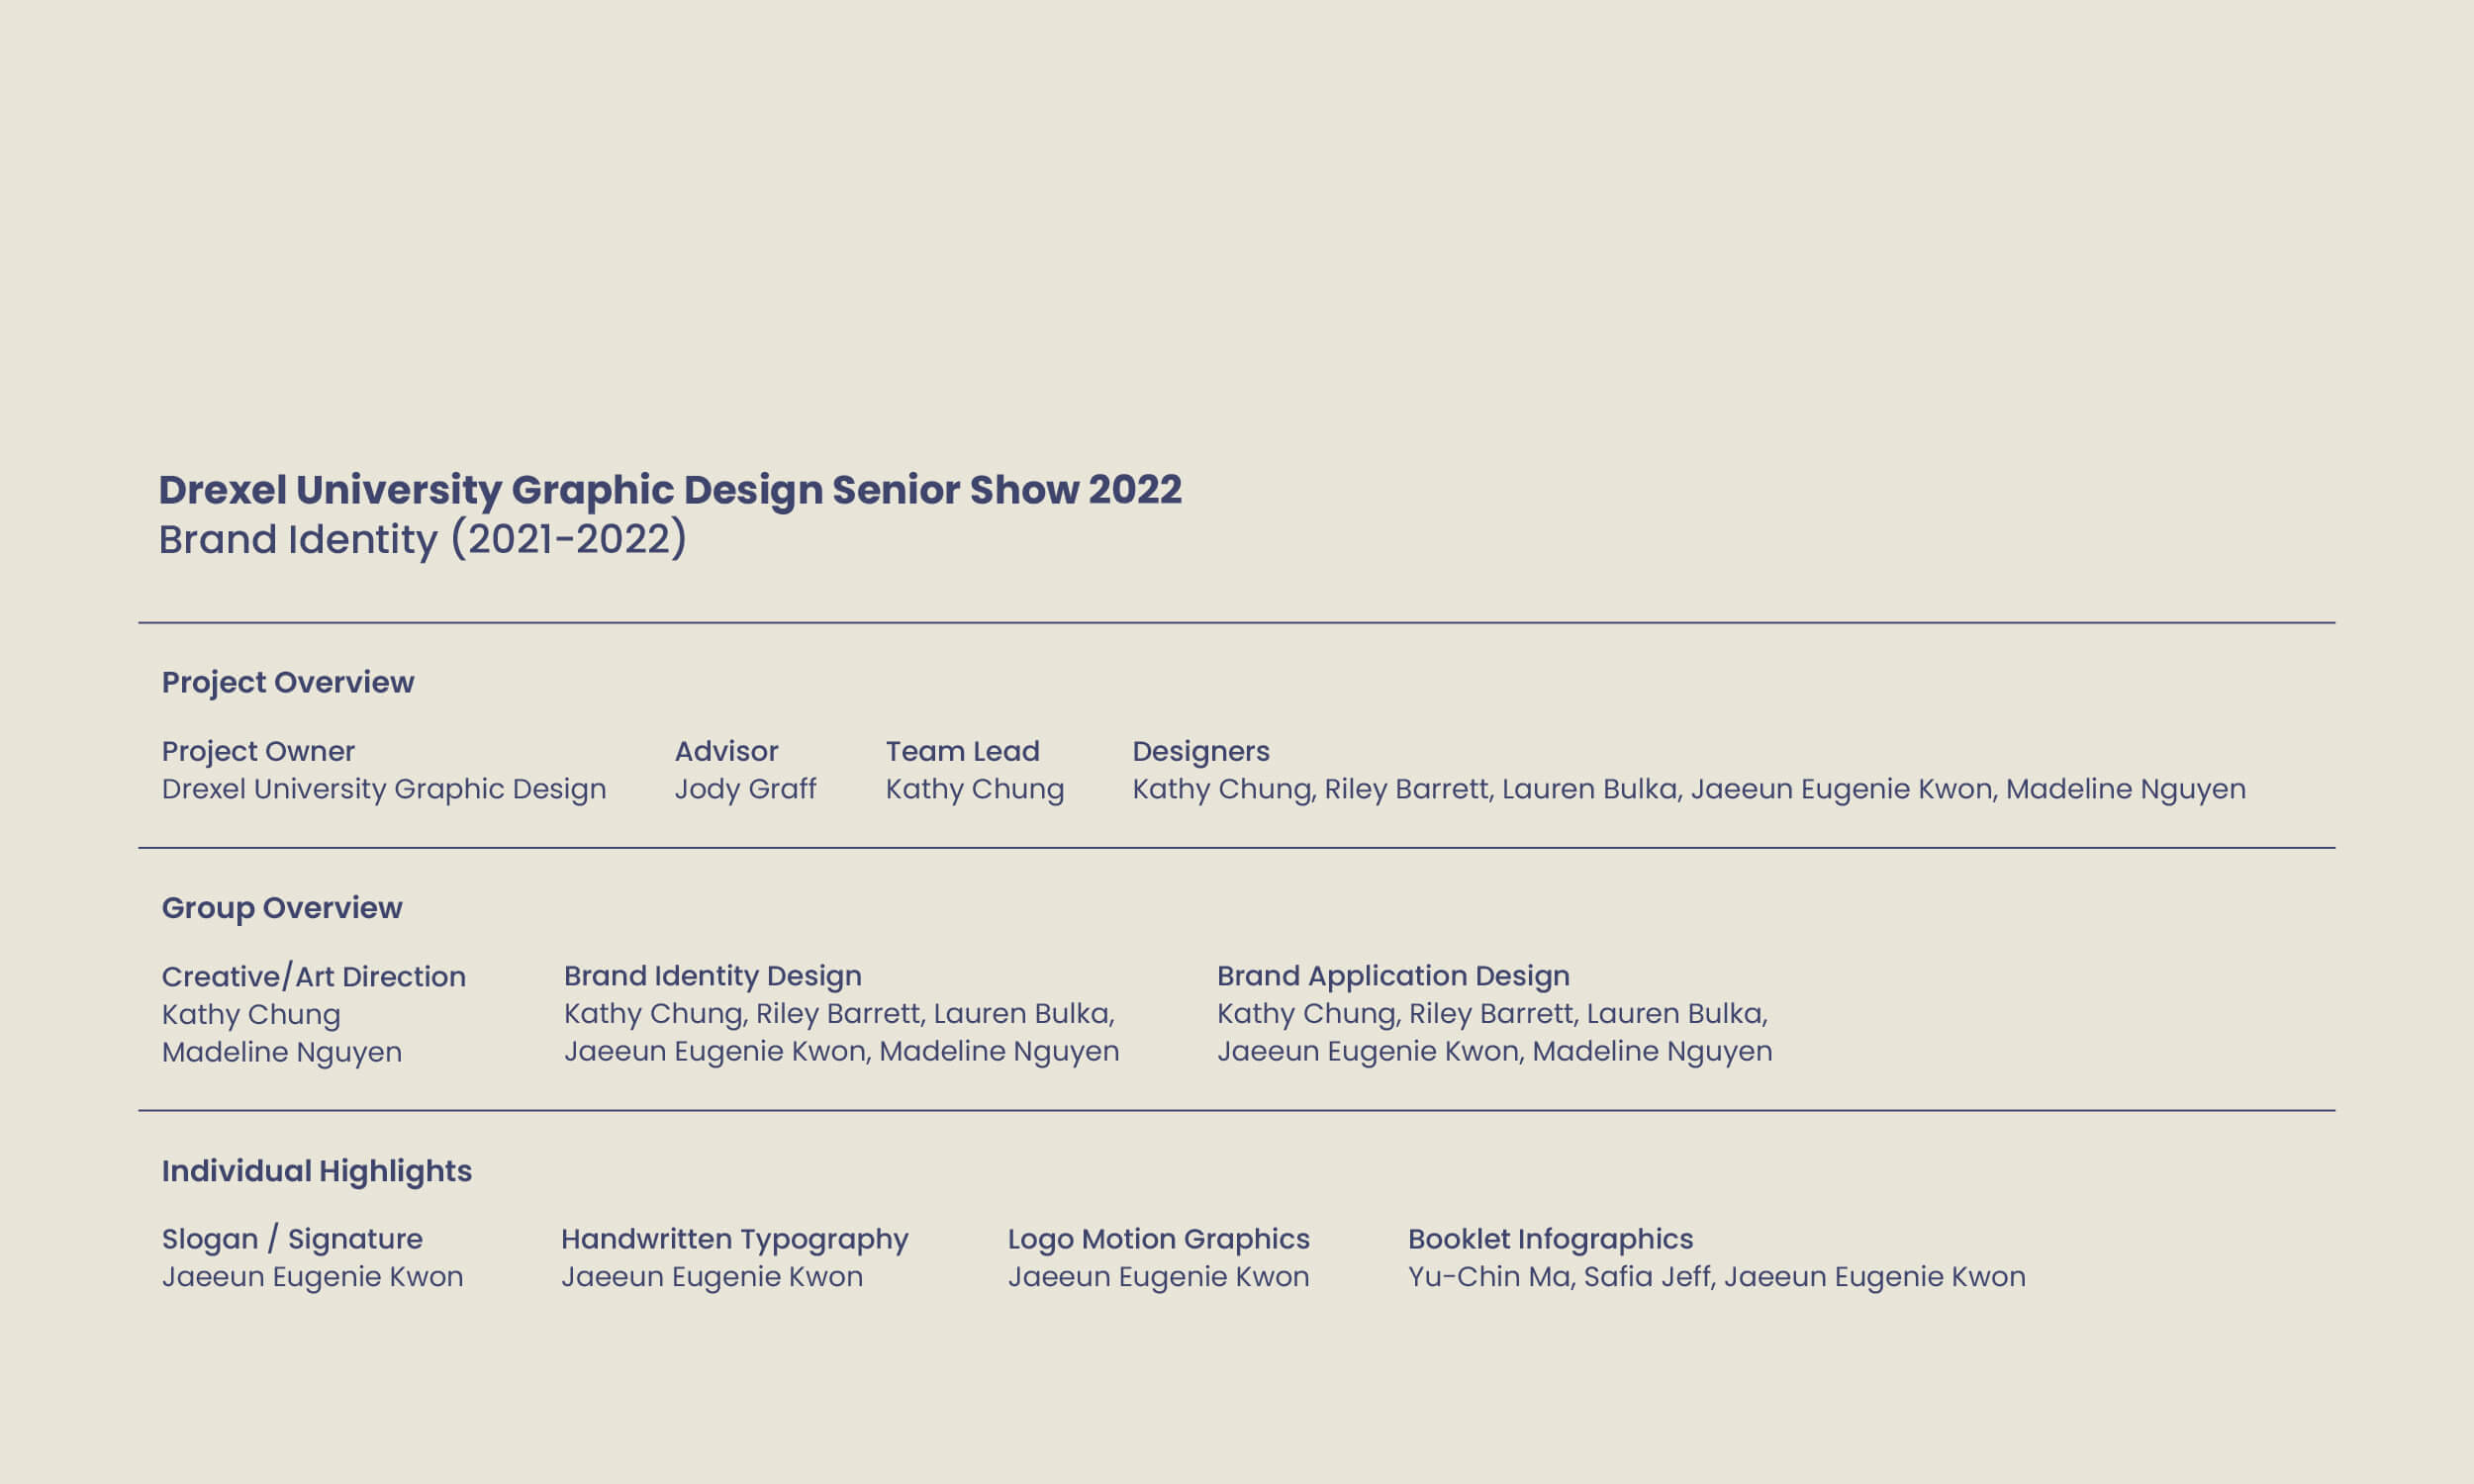 Drexel University Graphic Design Senior Show 2022
Brand Identity (2021-2022)
Project Overview
Project Owner
Drexel University Graphic Design
Advisor
Jody Graff
Team Lead
Kathy Chung
Designers
Kathy Chung, Riley Barrett, Lauren Bulka, Jaeeun Eugenie Kwon, Madeline Nguyen
Group Overview
Creative/Art Direction
Kathy Chung
Madeline Nguyen
Brand Identity Design
Kathy Chung, Riley Barrett, Lauren Bulka,
Jaeeun Eugenie Kwon, Madeline Nguyen
Brand Application Design
Kathy Chung, Riley Barrett, Lauren Bulka,
Jaeeun Eugenie Kwon, Madeline Nguyen
Individual Highlights
Slogan / Signature
Jaeeun Eugenie Kwon
Handwritten Typography
Jaeeun Eugenie Kwon
Logo Motion Graphics
Jaeeun Eugenie Kwon
Booklet Infographics
Yu-Chin Ma, Safia Jeff, Jaeeun Eugenie Kwon